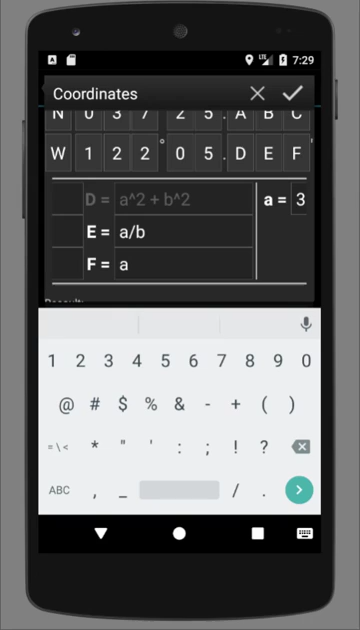 A LTE 7:29
Coordinates
N 0 3 7 ° 2 5 . A B C
W 1 2 2 ° 0 5 . D E F '
D = a^2 + b^2 a = 3
E = a/b
F = a
1 2 3 4 5 6 7 8 9 0
@ # $ % & - + ( )
= \ < * " ' : ; ! ? 
ABC , _ / .